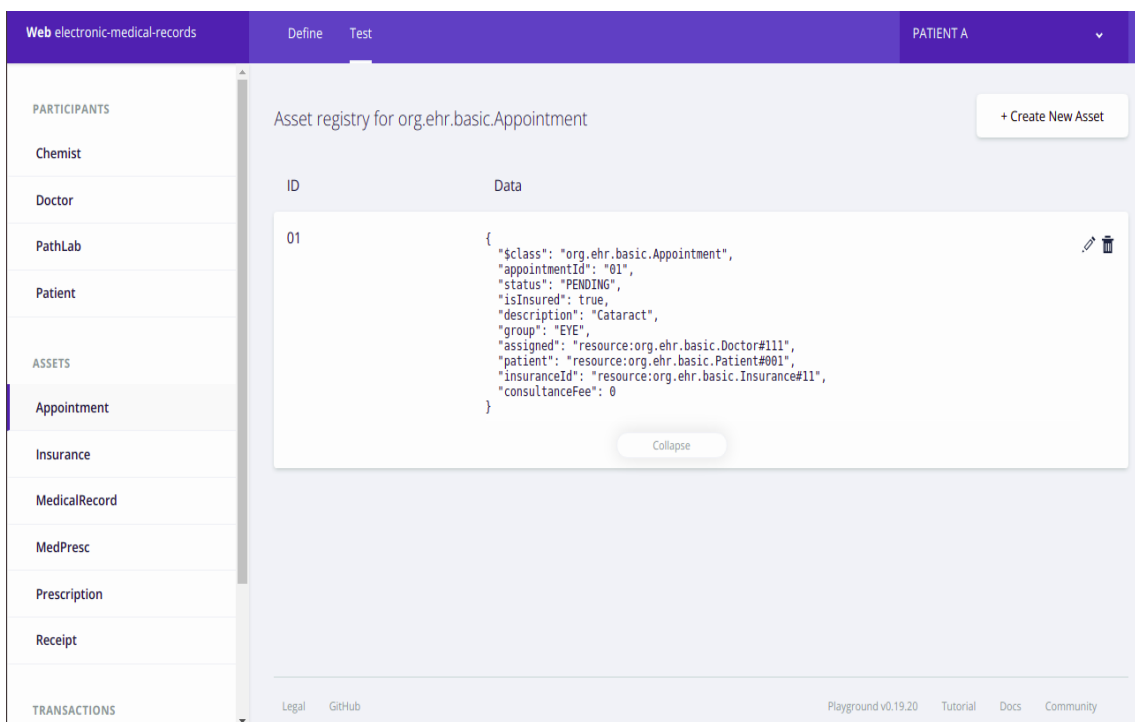 Web electronic-medical-records
Define Test
PATIENT A
PARTICIPANTS
Chemist
Doctor
PathLab
Patient
ASSETS
Appointment
Insurance
MedicalRecord
MedPresc
Prescription
Receipt
TRANSACTIONS
Asset registry for org.ehr.basic.Appointment
+ Create New Asset
ID Data
01
{
"$class": "org.ehr.basic.Appointment",
"appointmentId": "01",
"status": "PENDING",
"isInsured": true,
"description": "Cataract",
"group": "EYE",
"assigned": "resource:org.ehr.basic.Doctor#111",
"patient": "resource:org.ehr.basic.Patient#001",
"insuranceId": "resource:org.ehr.basic.Insurance#11",
"consultanceFee": 0
}
Collapse
Legal GitHub
Playground v0.19.20 Tutorial Docs Community